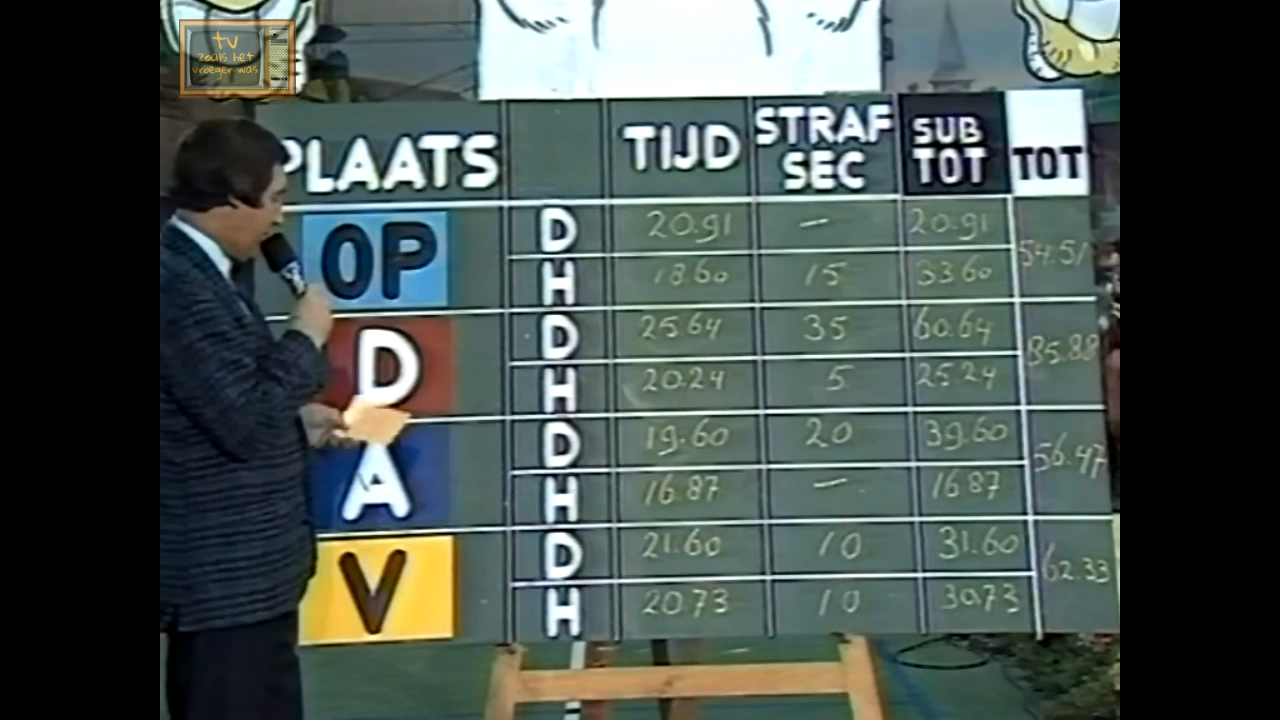 tv
zoals het
vroeger was
PLAATS TIJD STRAF SEC SUB TOT TOT
OP D 20.91 — 20.91 54.51
H 18.60 15 33.60
D D 25.64 35 60.64 85.88
H 20.24 5 25.24
A D 19.60 20 39.60 56.47
H 16.87 — 16.87
V D 21.60 10 31.60 62.33
H 20.73 10 30.73